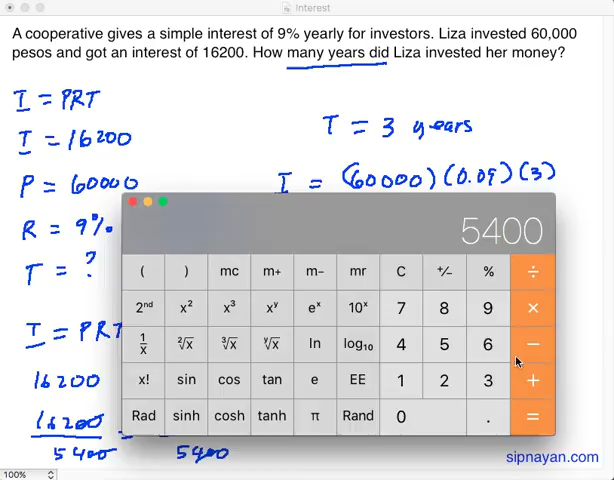 Interest
A cooperative gives a simple interest of 9% yearly for investors. Liza invested 60,000
pesos and got an interest of 16200. How many years did Liza invested her money?
I = PRT
I = 16200
P = 60000
R = 9%
T = ?
T = 3 years
I = (60000)(0.09)(3)
I = PRT
16200
16200
5400 5400
5400
( ) mc m+ m- mr C +/- % ÷
2nd x² x³ xʸ eˣ 10ˣ 7 8 9 ×
1/x ²√x ³√x ʸ√x ln log₁₀ 4 5 6 −
x! sin cos tan e EE 1 2 3 +
Rad sinh cosh tanh π Rand 0 . =
sipnayan.com
100%